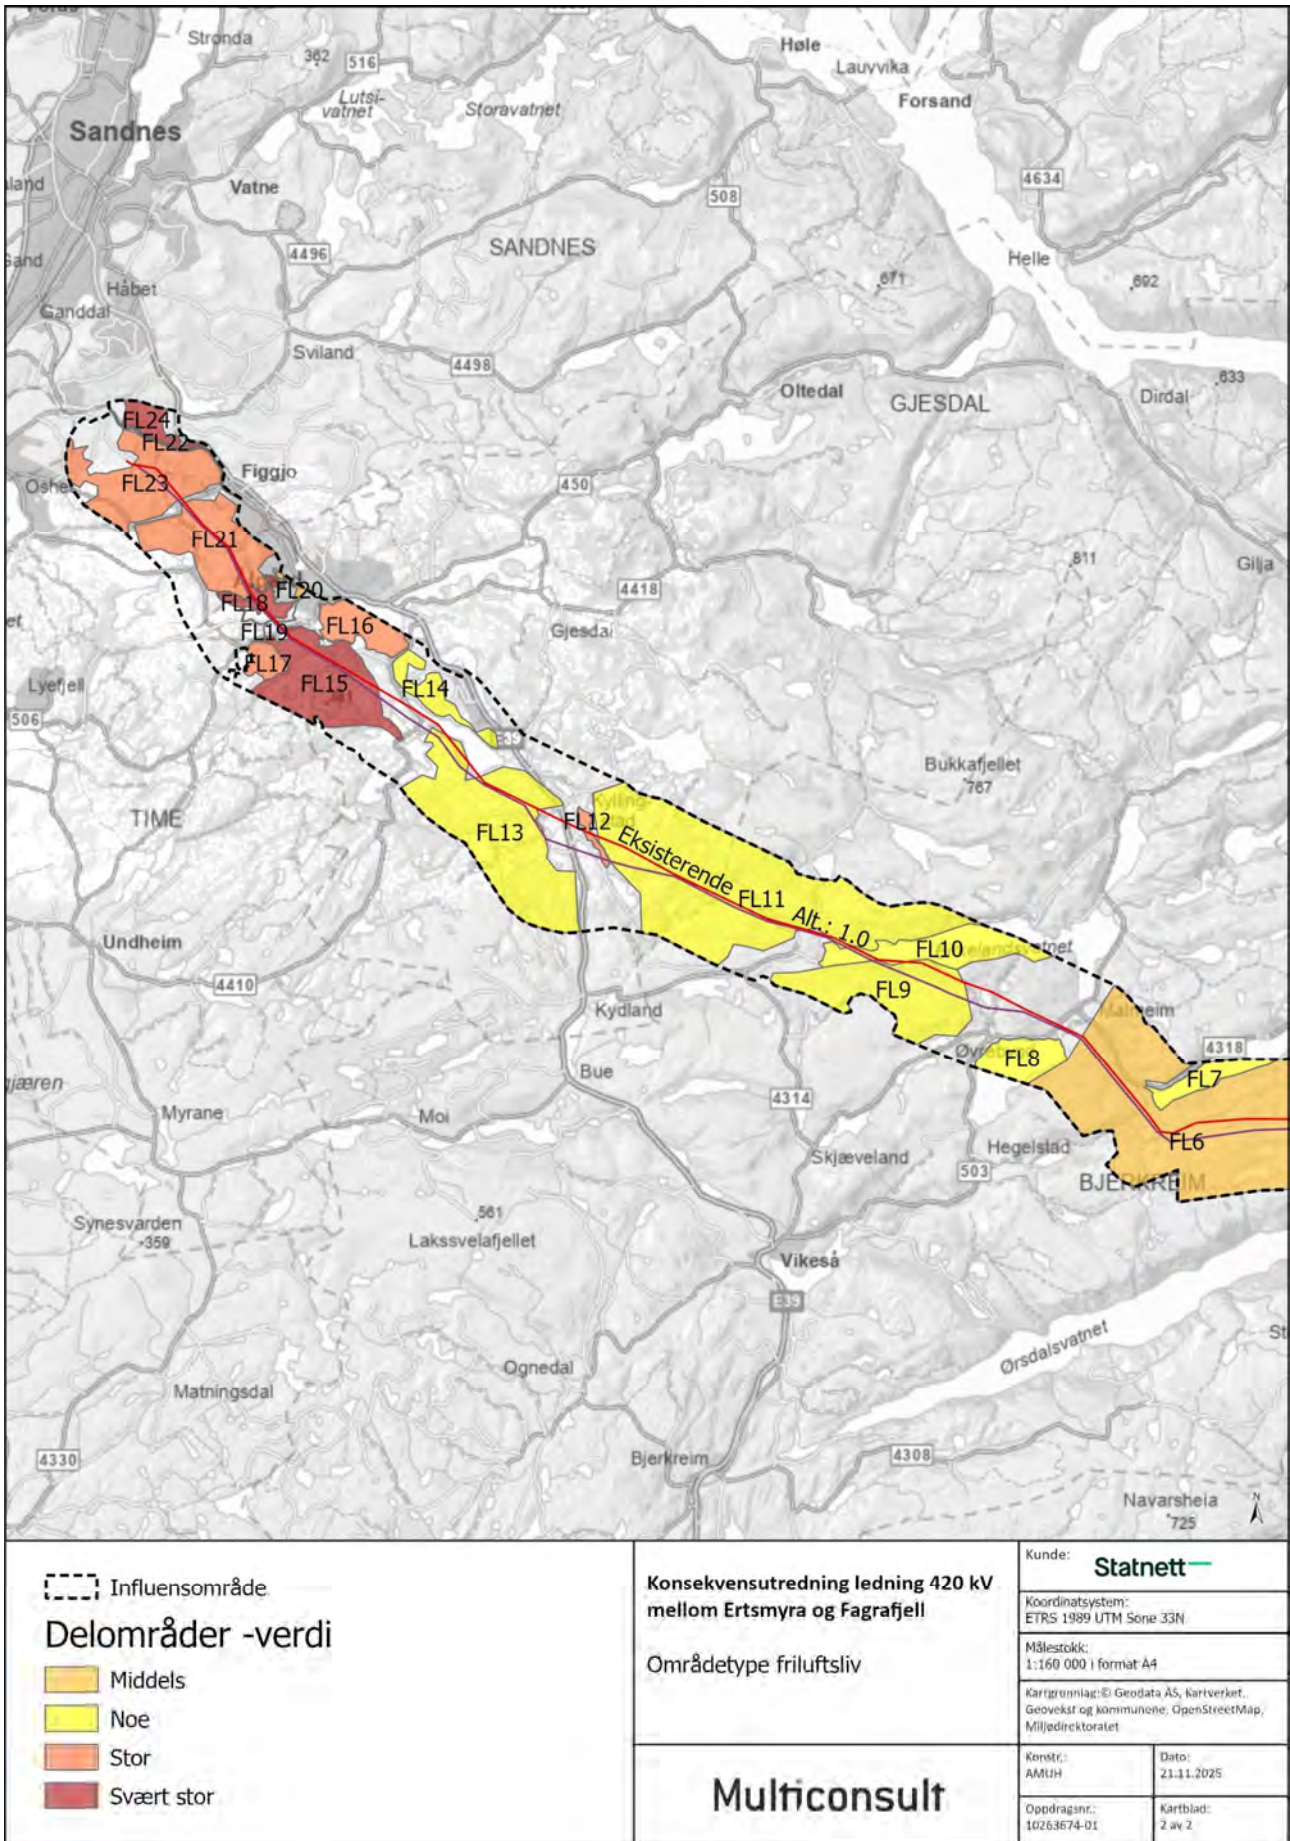 Stronda
Høle
362
516
Lauvvika
Lutsi-
vatnet
Storavatnet
Forsand
Sandnes
Vatne
4634
508
SANDNES
4496
Helle
671
692
Håbet
Ganddal
Sviland
4498
Oltedal
GJESDAL
633
Dirdal
FL24
FL22
Figgjo
FL23
450
FL21
811
Gilja
FL20
4418
FL18
FL16
Gjesdal
FL19
FL17
Lyefjell
FL15
FL14
506
E39
Bukkafjellet
767
TIME
Kylling-
stad
FL12
FL13
Eksisterende
FL11
Alt.: 1.0
Undheim
FL10
4410
FL9
Kydland
Malmeim
FL8
4318
Bue
FL7
4314
Myrane
Moi
FL6
Skjæveland
Hegelstad
503
BJERKREIM
Synesvarden
359
561
Lakssvelafjellet
Vikeså
E39
Ørsdalsvatnet
Ognedal
Matningsdal
4330
Bjerkreim
4308
Navarsheia
725
N
Influensområde
Delområder -verdi
Middels
Noe
Stor
Svært stor
Konsekvensutredning ledning 420 kV
mellom Ertsmyra og Fagrafjell
Områdetype friluftsliv
Multiconsult
Kunde:
Statnett
Koordinatsystem:
ETRS 1989 UTM Sone 33N
Målestokk:
1:160 000 i format A4
Kartgrunnlag:© Geodata AS, Kartverket,
Geovekst og kommunene, OpenStreetMap,
Miljødirektoratet
Konstr.:
AMUH
Dato:
21.11.2025
Oppdragsnr.:
10263674-01
Kartblad:
2 av 2